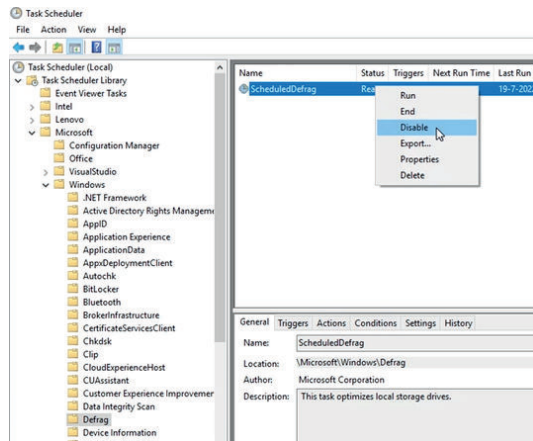 Task Scheduler
File Action View Help
Task Scheduler (Local)
Task Scheduler Library
Event Viewer Tasks
Intel
Lenovo
Microsoft
Configuration Manager
Office
VisualStudio
Windows
.NET Framework
Active Directory Rights Manageme
AppID
Application Experience
ApplicationData
AppxDeploymentClient
Autochk
BitLocker
Bluetooth
BrokerInfrastructure
CertificateServicesClient
Chkdsk
Clip
CloudExperienceHost
CUAssistant
Customer Experience Improvemer
Data Integrity Scan
Defrag
Device Information
Name Status Triggers Next Run Time Last Run
ScheduledDefrag Rea 19-7-202
Run
End
Disable
Export...
Properties
Delete
General Triggers Actions Conditions Settings History
Name: ScheduledDefrag
Location: \Microsoft\Windows\Defrag
Author: Microsoft Corporation
Description: This task optimizes local storage drives.